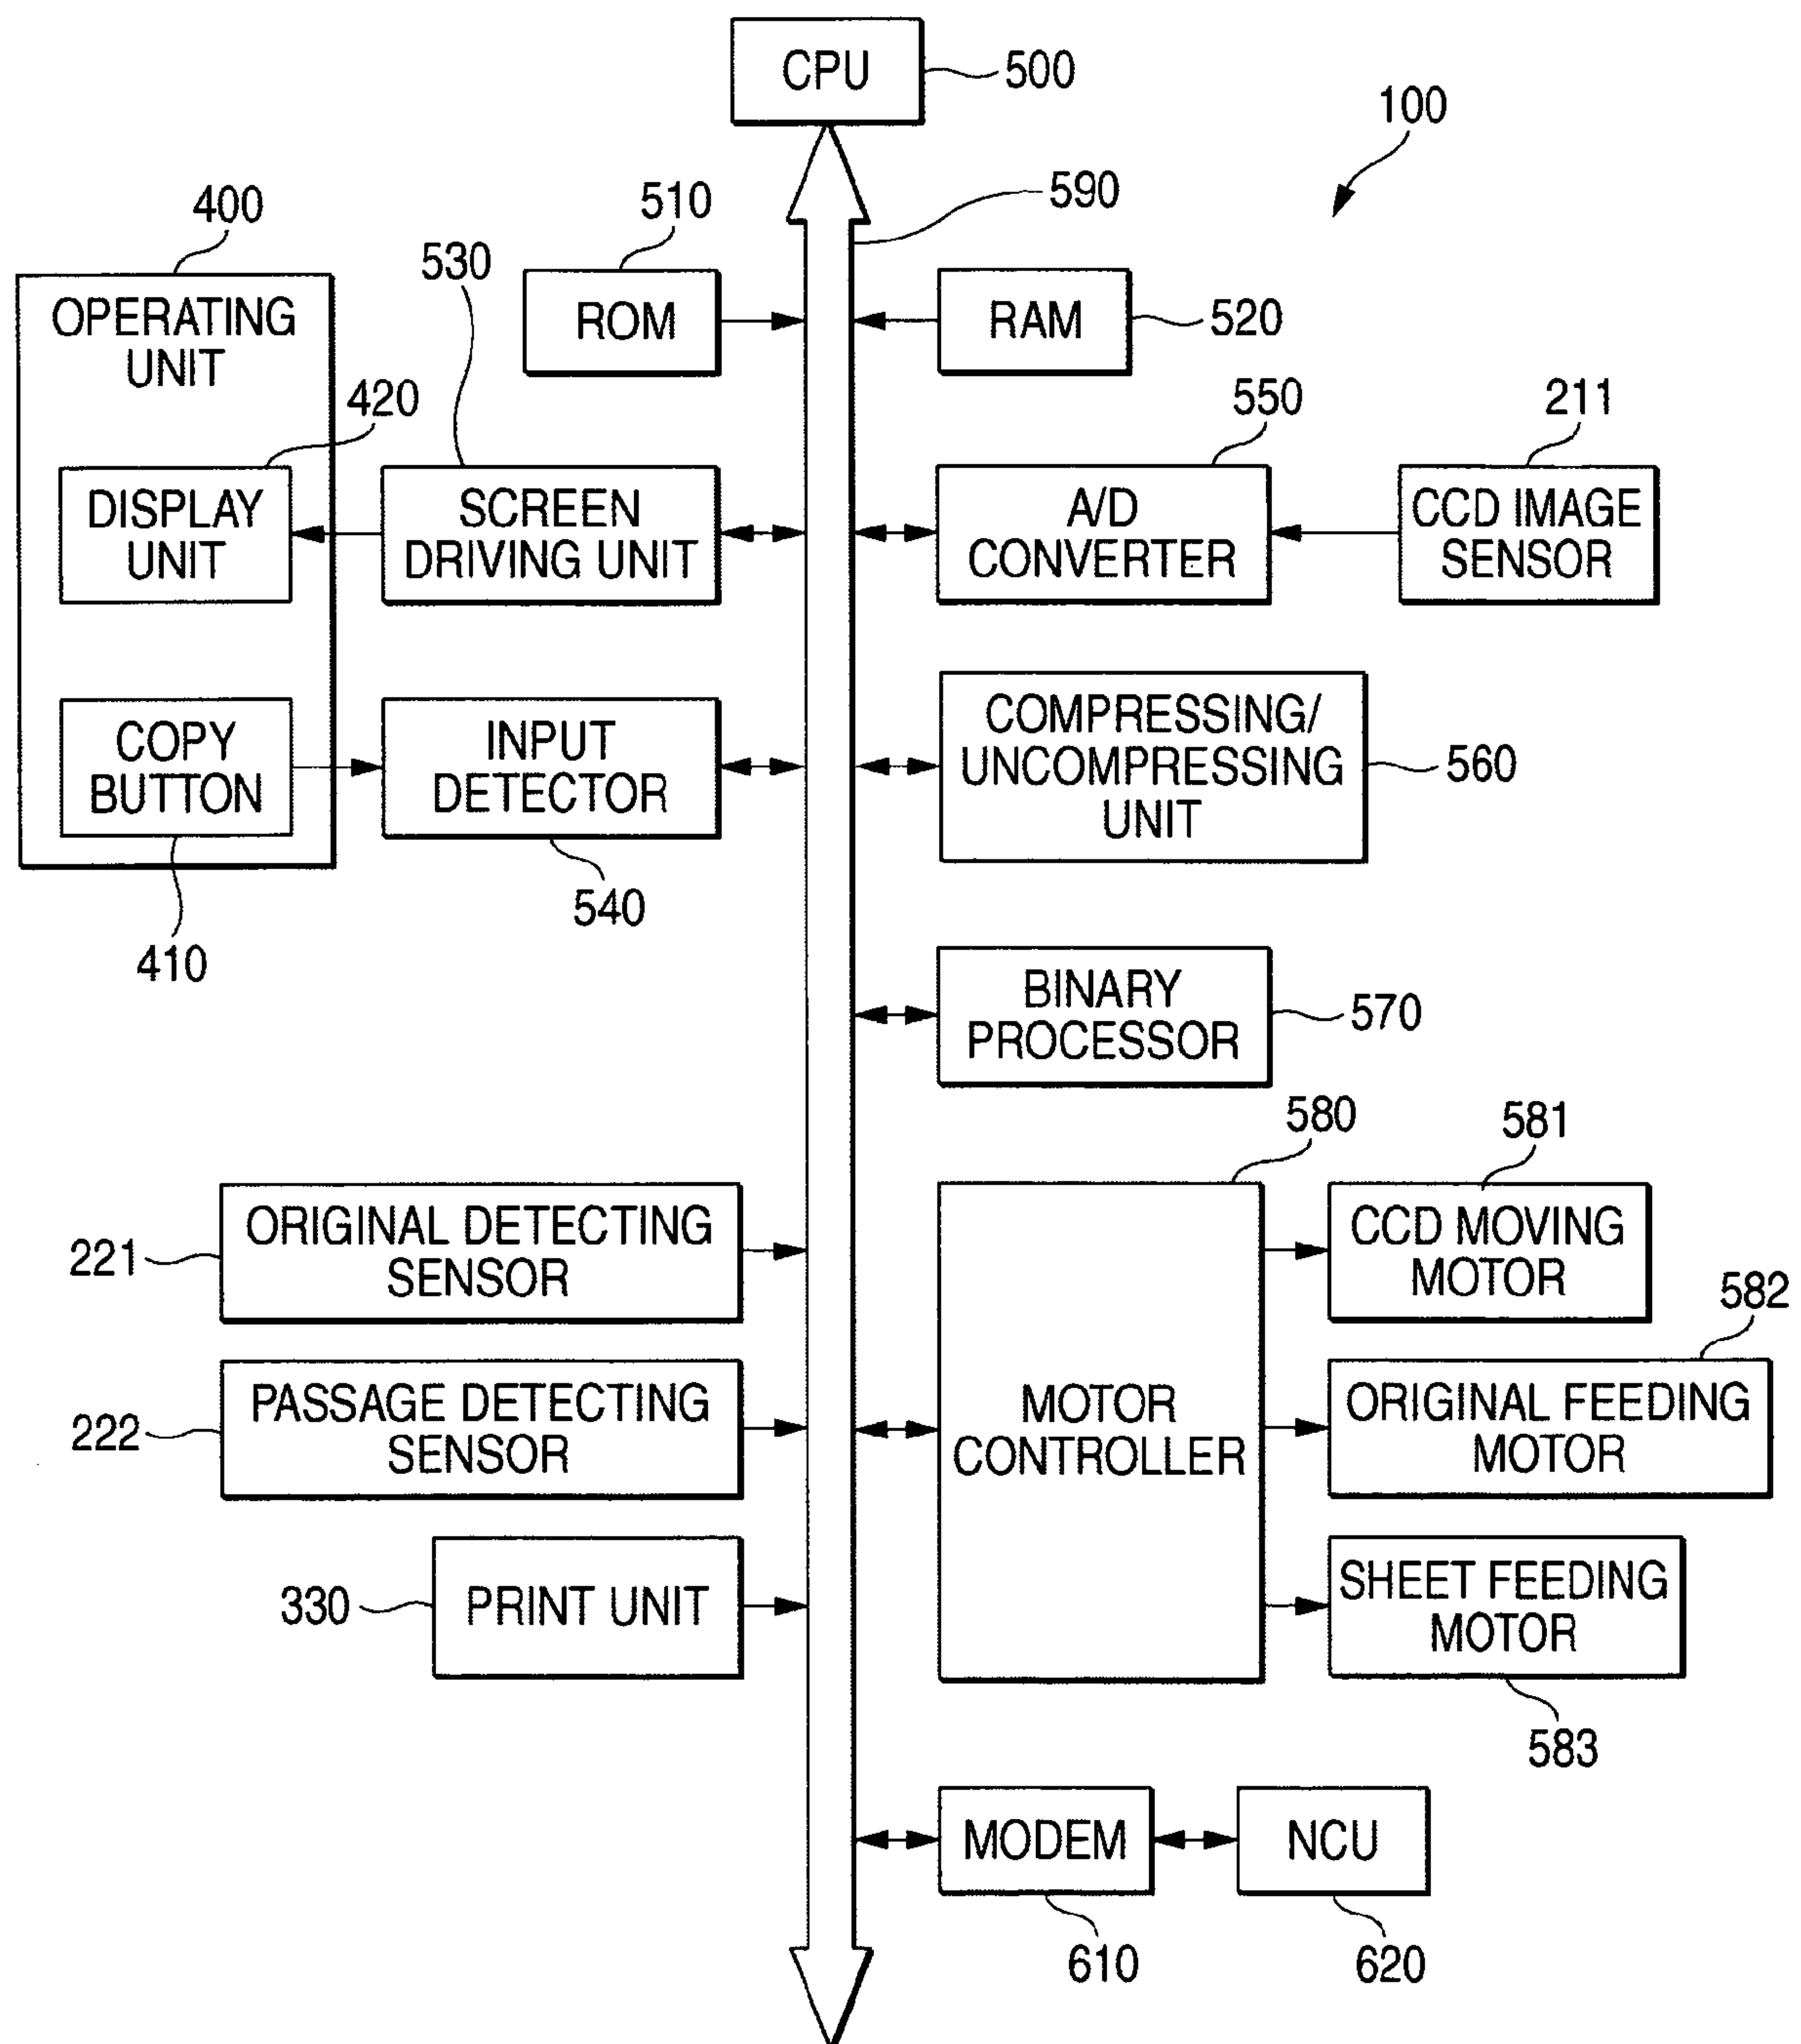 CPU
500
100
590
400
510
530
OPERATING
UNIT
ROM
RAM
520
420
550
211
DISPLAY
UNIT
SCREEN
DRIVING UNIT
A/D
CONVERTER
CCD IMAGE
SENSOR
COPY
BUTTON
INPUT
DETECTOR
COMPRESSING/
UNCOMPRESSING
UNIT
560
540
410
BINARY
PROCESSOR
570
580
581
ORIGINAL DETECTING
SENSOR
221
CCD MOVING
MOTOR
582
PASSAGE DETECTING
SENSOR
222
MOTOR
CONTROLLER
ORIGINAL FEEDING
MOTOR
330
PRINT UNIT
SHEET FEEDING
MOTOR
583
MODEM
NCU
610
620